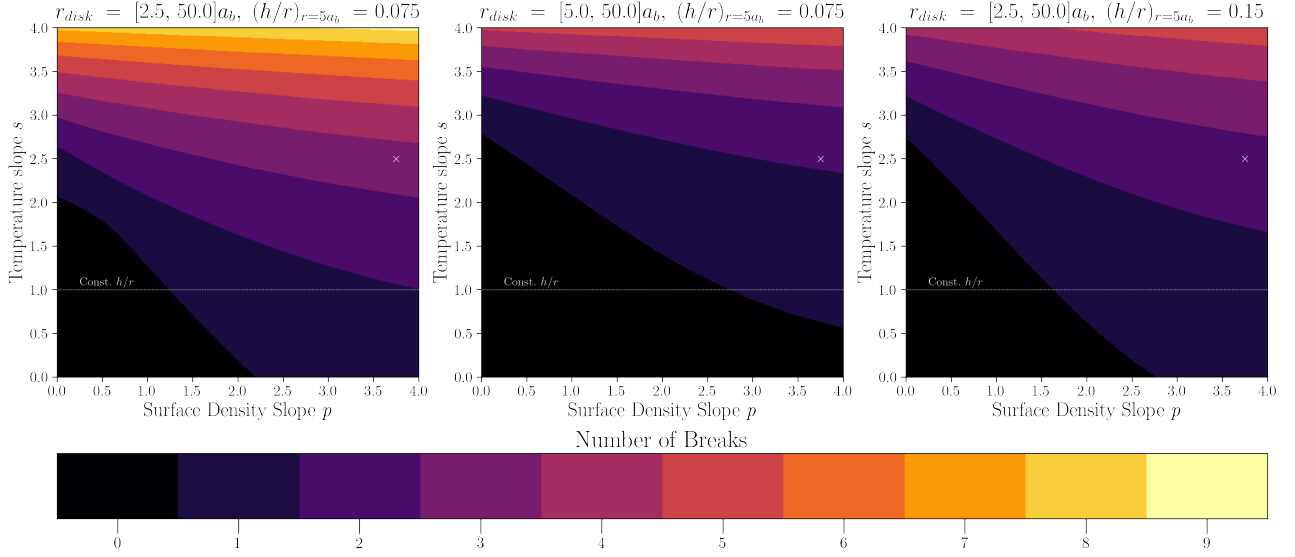 r_disk = [2.5, 50.0]a_b, (h/r)_{r=5a_b} = 0.075
r_disk = [5.0, 50.0]a_b, (h/r)_{r=5a_b} = 0.075
r_disk = [2.5, 50.0]a_b, (h/r)_{r=5a_b} = 0.15
Temperature slope s
4.0
3.5
3.0
2.5
2.0
1.5
1.0
0.5
0.0
Const. h/r
0.0 0.5 1.0 1.5 2.0 2.5 3.0 3.5 4.0
Surface Density Slope p
Temperature slope s
4.0
3.5
3.0
2.5
2.0
1.5
1.0
0.5
0.0
Const. h/r
0.0 0.5 1.0 1.5 2.0 2.5 3.0 3.5 4.0
Surface Density Slope p
Temperature slope s
4.0
3.5
3.0
2.5
2.0
1.5
1.0
0.5
0.0
Const. h/r
0.0 0.5 1.0 1.5 2.0 2.5 3.0 3.5 4.0
Surface Density Slope p
Number of Breaks
0 1 2 3 4 5 6 7 8 9